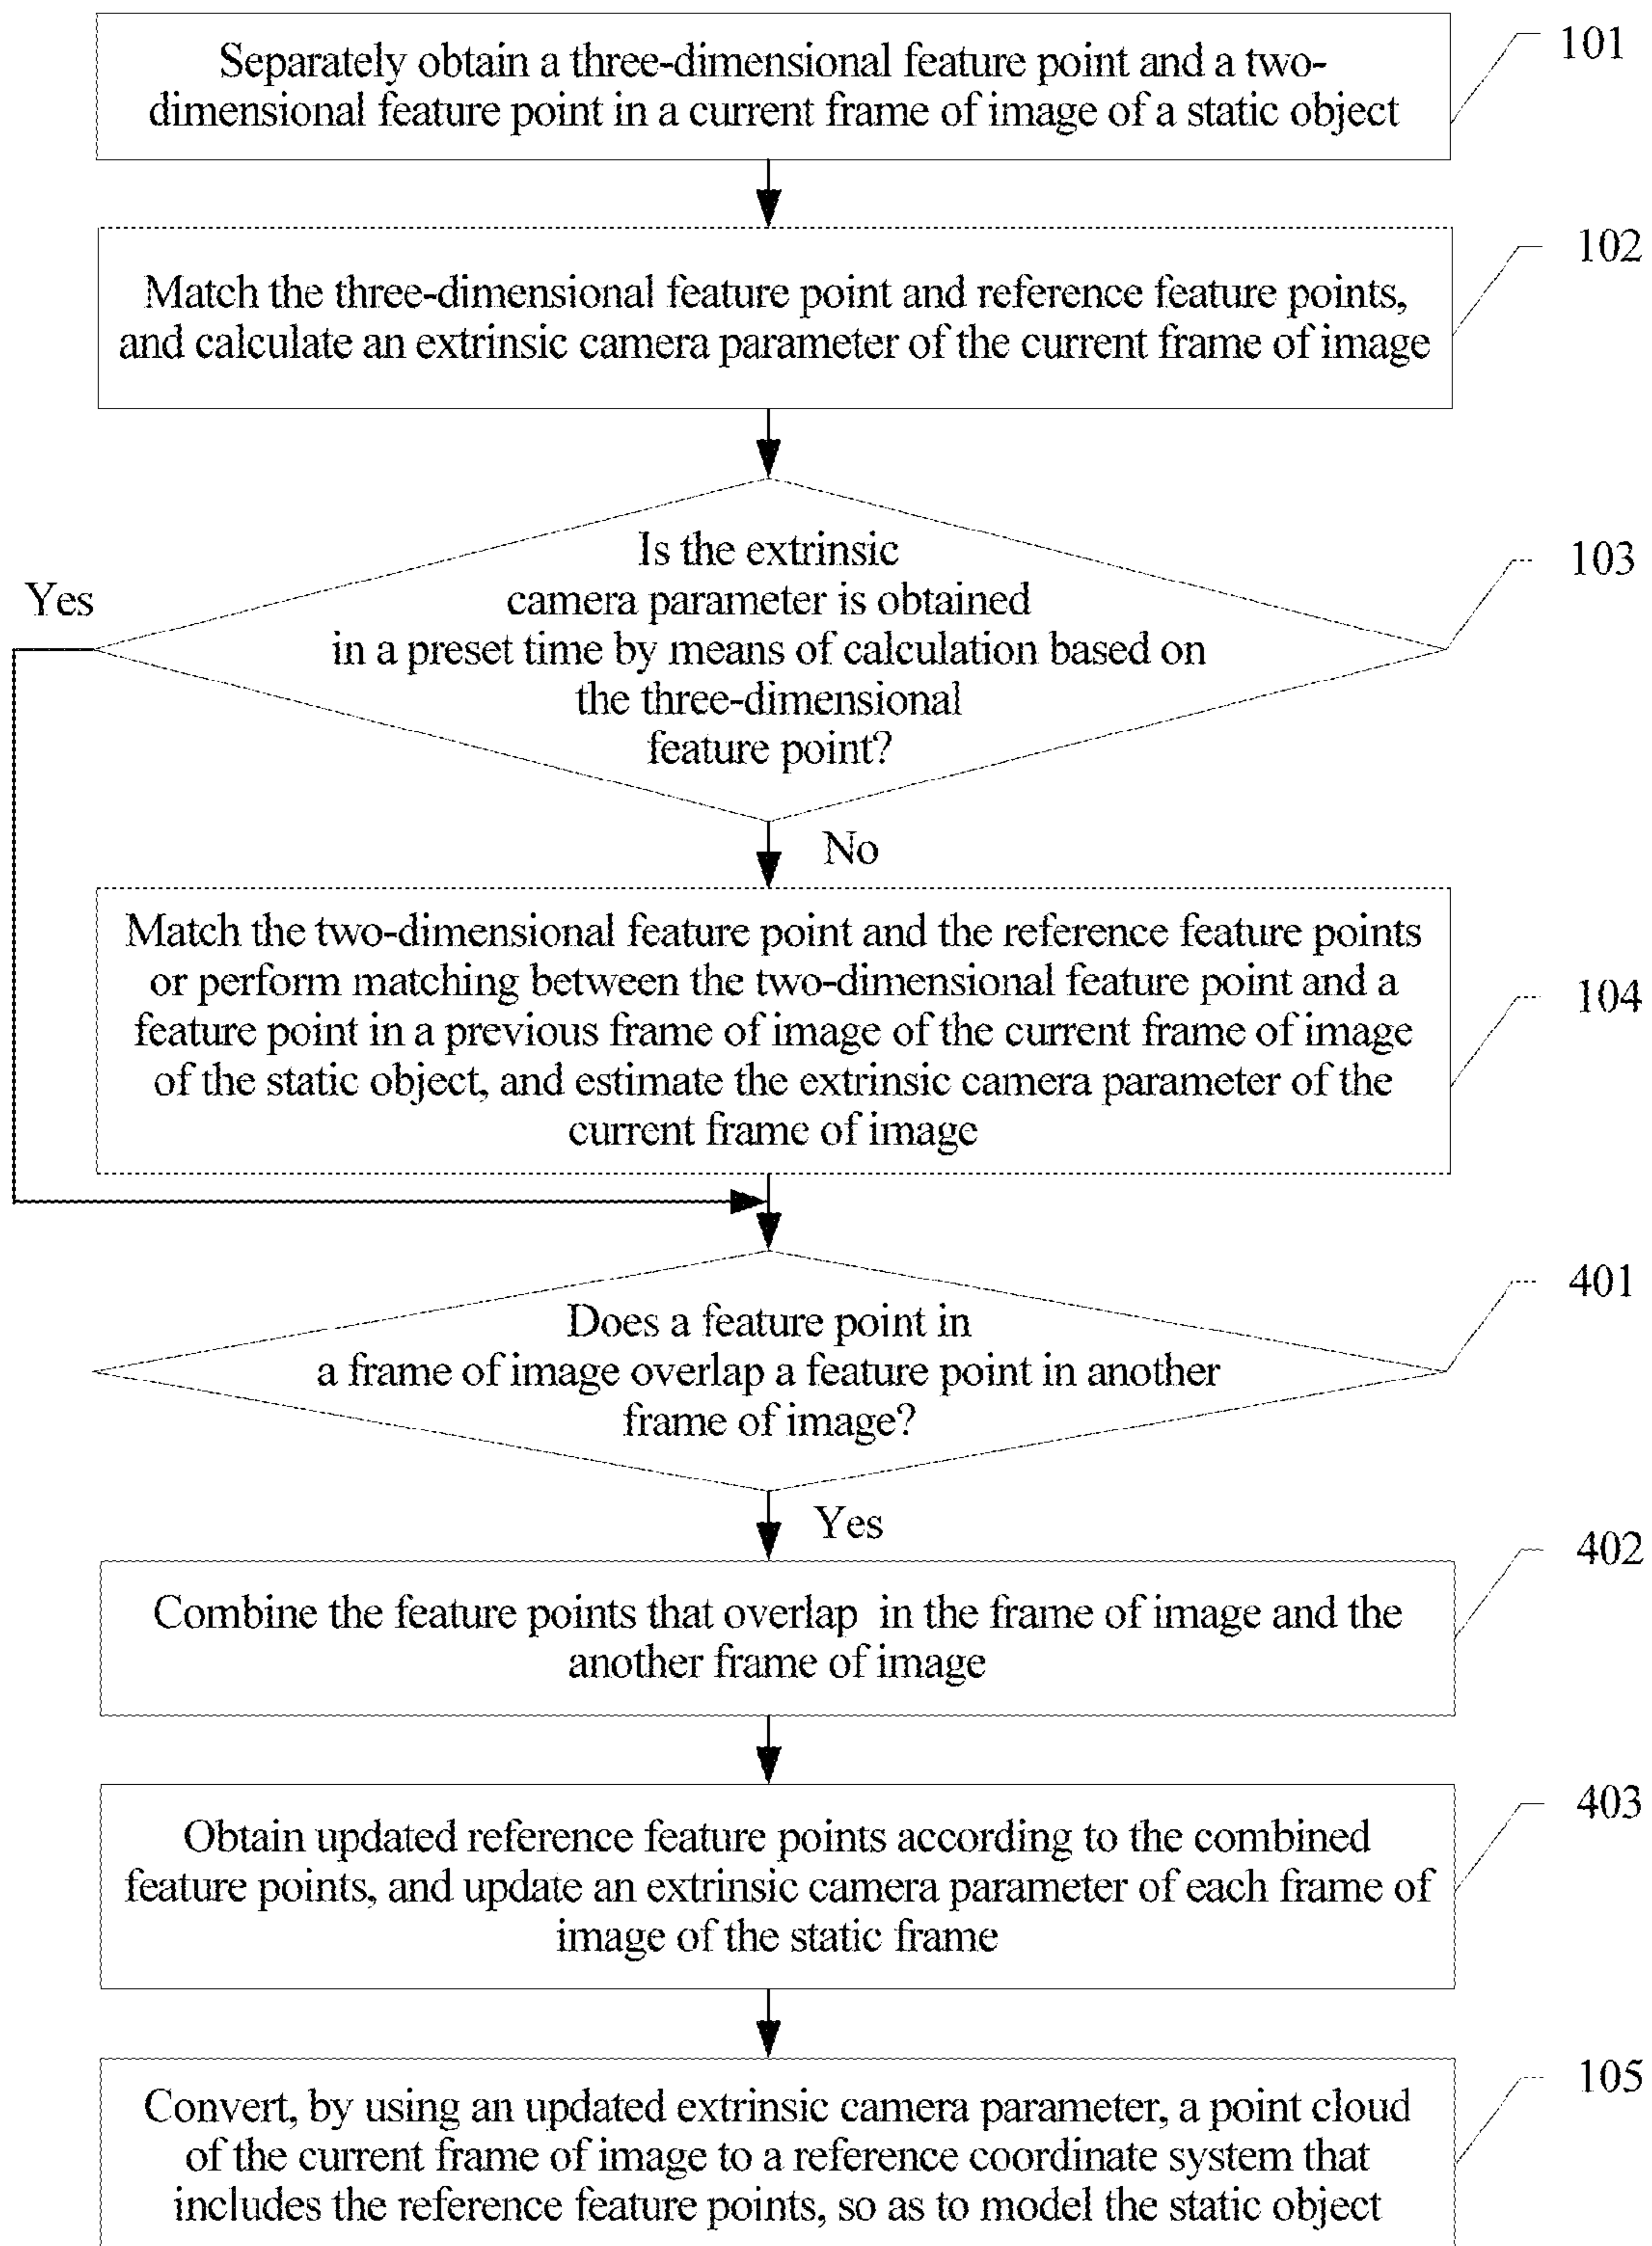 Separately obtain a three-dimensional feature point and a two-
dimensional feature point in a current frame of image of a static object
101
Match the three-dimensional feature point and reference feature points,
and calculate an extrinsic camera parameter of the current frame of image
102
Is the extrinsic
camera parameter is obtained
in a preset time by means of calculation based on
the three-dimensional
feature point?
103
Yes
No
Match the two-dimensional feature point and the reference feature points
or perform matching between the two-dimensional feature point and a
feature point in a previous frame of image of the current frame of image
of the static object, and estimate the extrinsic camera parameter of the
current frame of image
104
Does a feature point in
a frame of image overlap a feature point in another
frame of image?
401
Yes
Combine the feature points that overlap in the frame of image and the
another frame of image
402
Obtain updated reference feature points according to the combined
feature points, and update an extrinsic camera parameter of each frame of
image of the static frame
403
Convert, by using an updated extrinsic camera parameter, a point cloud
of the current frame of image to a reference coordinate system that
includes the reference feature points, so as to model the static object
105